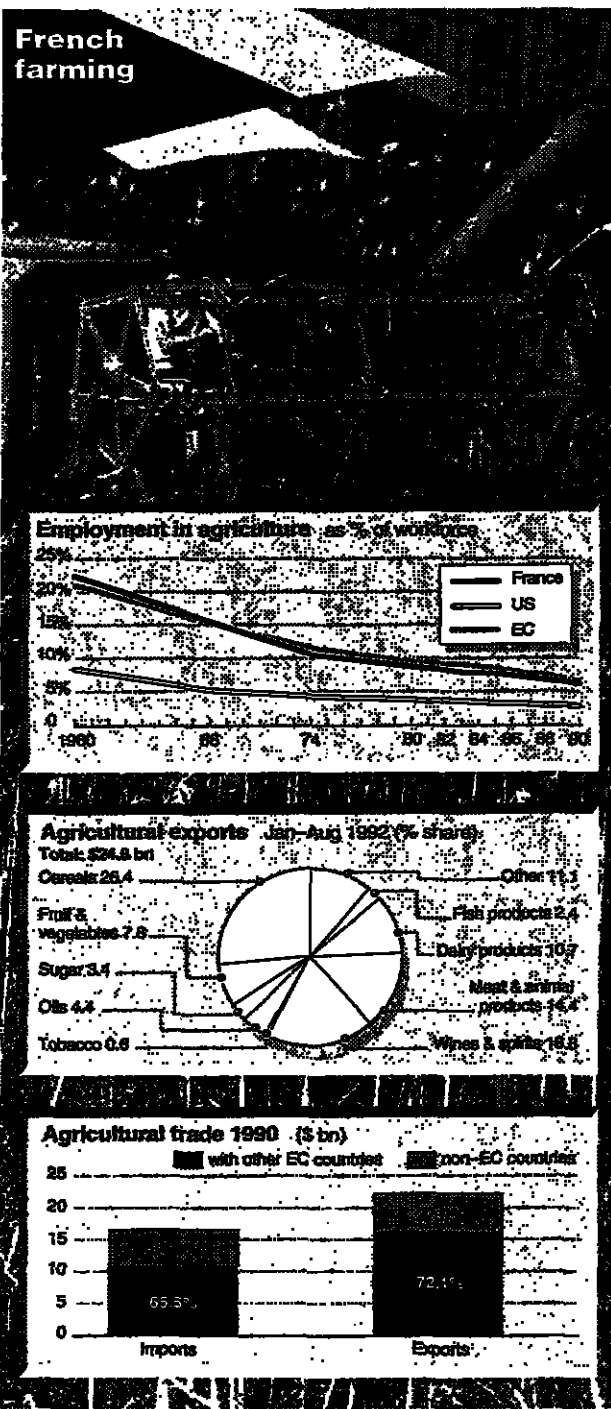 French
farming
Employment in agriculture as % of workforce
25%
20%
15%
10%
5%
0
France
US
EC
1960 68 74 80 82 84 86 88 90
Agricultural exports Jan–Aug 1992 (% share)
Total: $24.8 bn
Cereals 26.4
Fruit &
vegetables 7.8
Sugar 3.4
Oils 4.4
Tobacco 0.6
Other 11.1
Fish products 2.4
Dairy products 10.7
Meat & animal
products 14.4
Wines & spirits
Agricultural trade 1990 ($ bn)
with other EC countries non-EC countries
25
20
15
10
5
0
65.5%
72.1%
Imports Exports